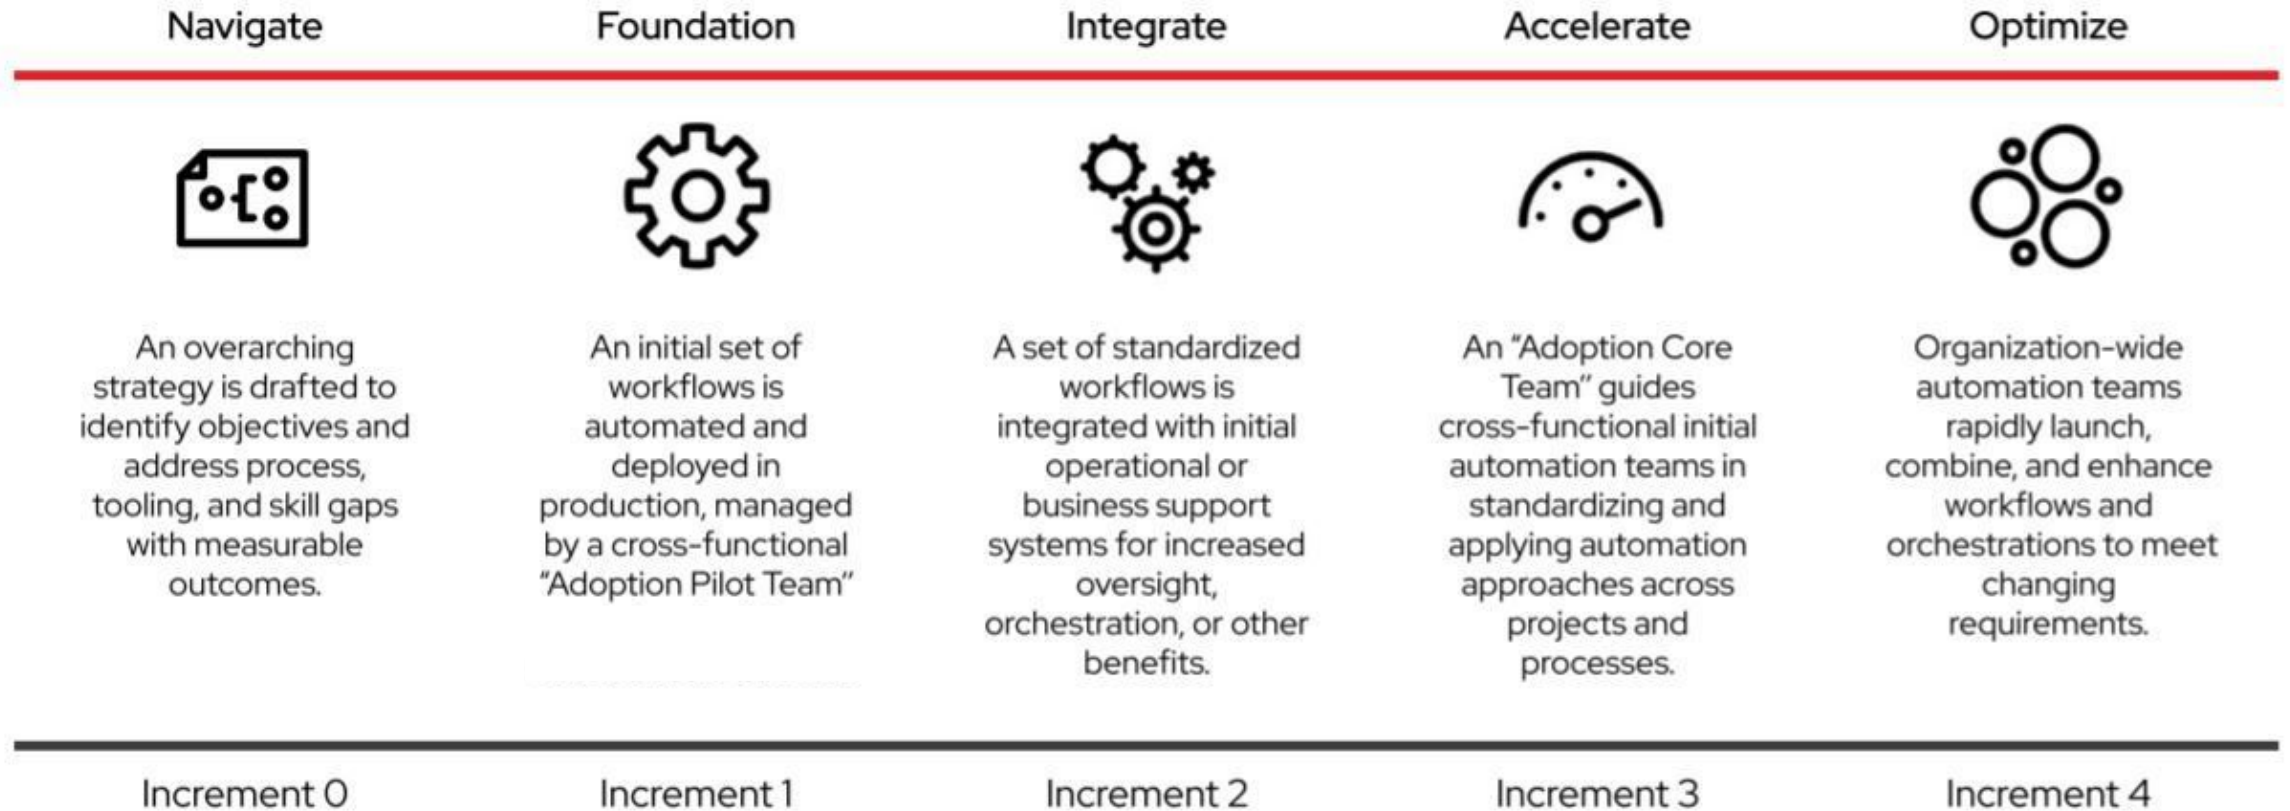 Navigate
Foundation
Integrate
Accelerate
Optimize
An overarching
strategy is drafted to
identify objectives and
address process,
tooling, and skill gaps
with measurable
outcomes.
An initial set of
workflows is
automated and
deployed in
production, managed
by a cross-functional
“Adoption Pilot Team”
A set of standardized
workflows is
integrated with initial
operational or
business support
systems for increased
oversight,
orchestration, or other
benefits.
An “Adoption Core
Team” guides
cross-functional initial
automation teams in
standardizing and
applying automation
approaches across
projects and
processes.
Organization-wide
automation teams
rapidly launch,
combine, and enhance
workflows and
orchestrations to meet
changing
requirements.
Increment 0
Increment 1
Increment 2
Increment 3
Increment 4